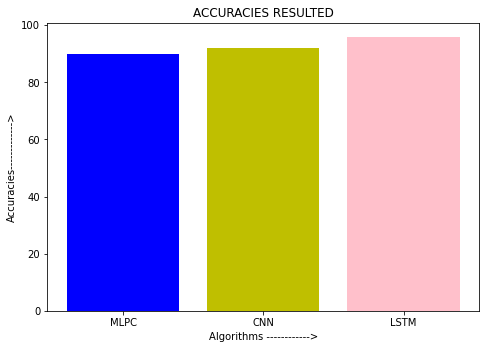 ACCURACIES RESULTED
100
80
60
40
20
0
Accuracies------------->
MLPC CNN LSTM
Algorithms ------------>